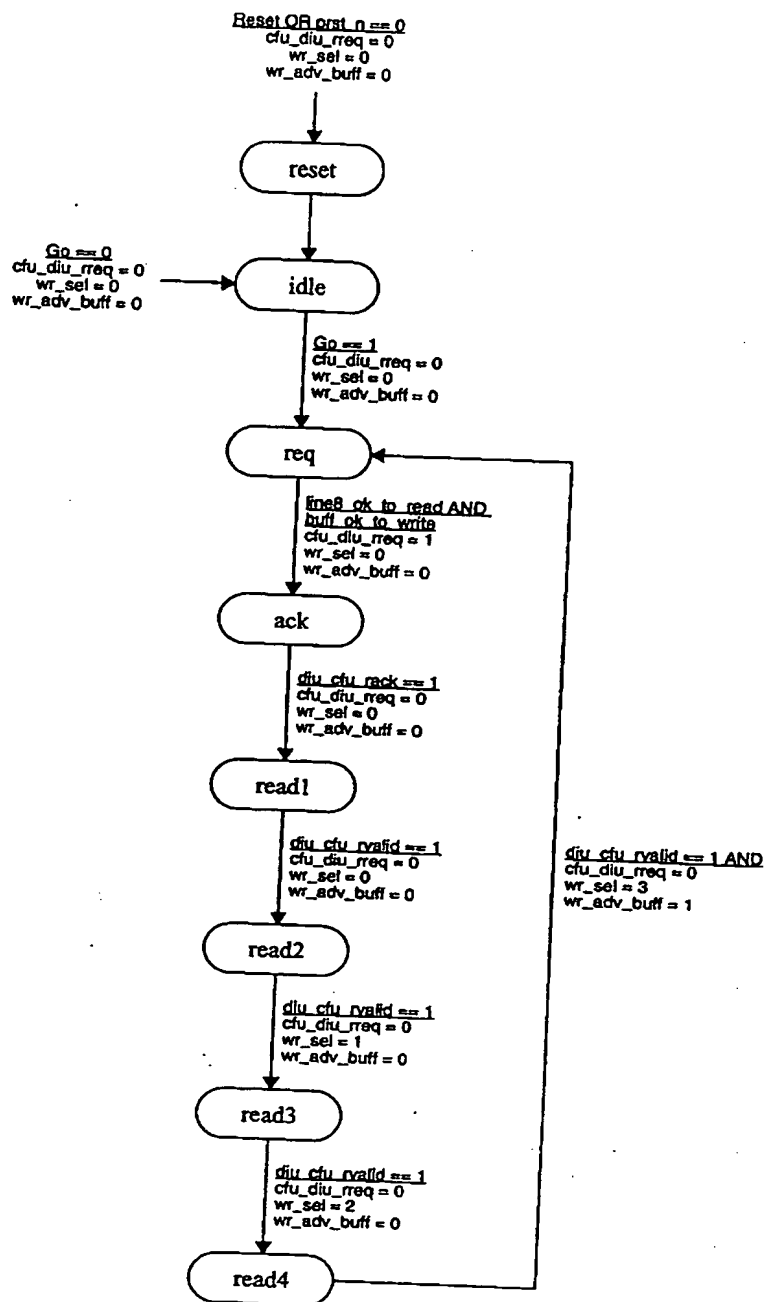 Reset OR prst_n == 0
cfu_diu_rreq = 0
wr_sel = 0
wr_adv_buff = 0
reset
Go == 0
cfu_diu_rreq = 0
wr_sel = 0
wr_adv_buff = 0
idle
Go == 1
cfu_diu_rreq = 0
wr_sel = 0
wr_adv_buff = 0
req
line8_ok_to_read AND
buff_ok_to_write
cfu_diu_rreq = 1
wr_sel = 0
wr_adv_buff = 0
ack
diu_cfu_rack == 1
cfu_diu_rreq = 0
wr_sel = 0
wr_adv_buff = 0
read1
diu_cfu_rvalid == 1
cfu_diu_rreq = 0
wr_sel = 0
wr_adv_buff = 0
diu_cfu_rvalid == 1 AND
cfu_diu_rreq = 0
wr_sel = 3
wr_adv_buff = 1
read2
diu_cfu_rvalid == 1
cfu_diu_rreq = 0
wr_sel = 1
wr_adv_buff = 0
read3
diu_cfu_rvalid == 1
cfu_diu_rreq = 0
wr_sel = 2
wr_adv_buff = 0
read4